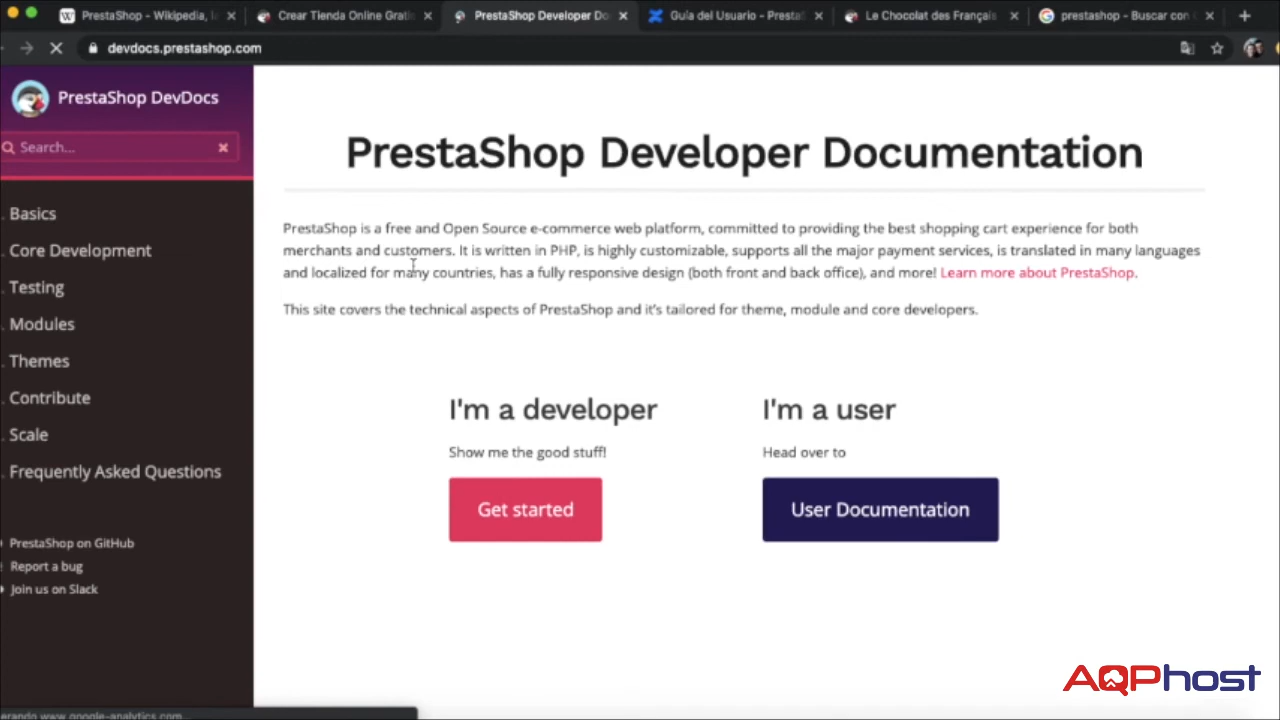 PrestaShop - Wikipedia, l
Crear Tienda Online Gratis
PrestaShop Developer Do
Guía del Usuario - Presta
Le Chocolat des Français
prestashop - Buscar con
devdocs.prestashop.com
PrestaShop DevDocs
Search...
Basics
Core Development
Testing
Modules
Themes
Contribute
Scale
Frequently Asked Questions
PrestaShop on GitHub
Report a bug
Join us on Slack
PrestaShop Developer Documentation
PrestaShop is a free and Open Source e-commerce web platform, committed to providing the best shopping cart experience for both
merchants and customers. It is written in PHP, is highly customizable, supports all the major payment services, is translated in many languages
and localized for many countries, has a fully responsive design (both front and back office), and more! Learn more about PrestaShop.
This site covers the technical aspects of PrestaShop and it's tailored for theme, module and core developers.
I'm a developer
Show me the good stuff!
Get started
I'm a user
Head over to
User Documentation
erando www.google-analytics.com...
AQPhost